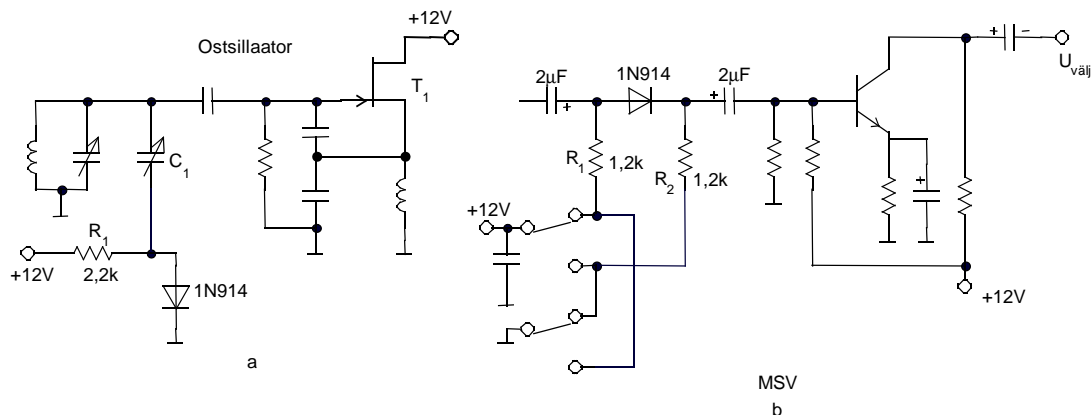 +12V
Ostsillaator
T1
C1
R1
+12V
2,2k
1N914
a
2µF
+
1N914
2µF
+
+ −
Uvälj
R1
1,2k
R2
1,2k
+12V
+
+12V
MSV
b